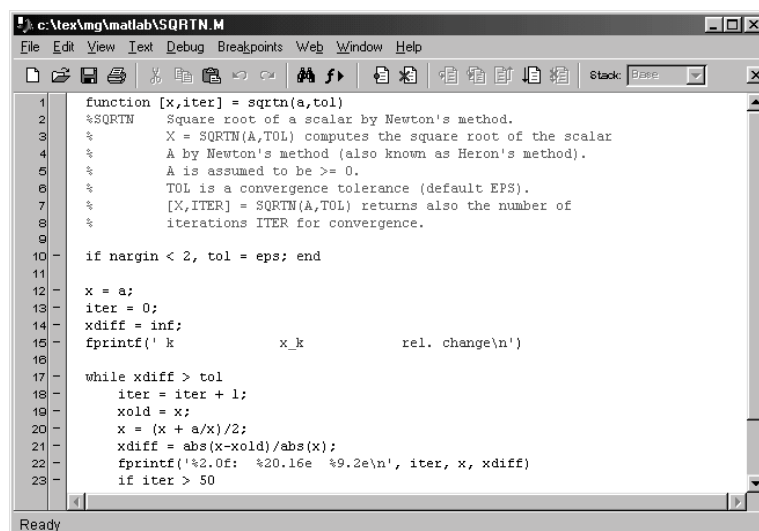 c:\tex\mg\matlab\SQRTN.M
File Edit View Text Debug Breakpoints Web Window Help
Stack: Base
1 function [x,iter] = sqrtn(a,tol)
2 %SQRTN Square root of a scalar by Newton's method.
3 % X = SQRTN(A,TOL) computes the square root of the scalar
4 % A by Newton's method (also known as Heron's method).
5 % A is assumed to be >= 0.
6 % TOL is a convergence tolerance (default EPS).
7 % [X,ITER] = SQRTN(A,TOL) returns also the number of
8 % iterations ITER for convergence.
9
10 - if nargin < 2, tol = eps; end
11
12 - x = a;
13 - iter = 0;
14 - xdiff = inf;
15 - fprintf(' k x_k rel. change\n')
16
17 - while xdiff > tol
18 - iter = iter + 1;
19 - xold = x;
20 - x = (x + a/x)/2;
21 - xdiff = abs(x-xold)/abs(x);
22 - fprintf('%2.0f: %20.16e %9.2e\n', iter, x, xdiff)
23 - if iter > 50
Ready